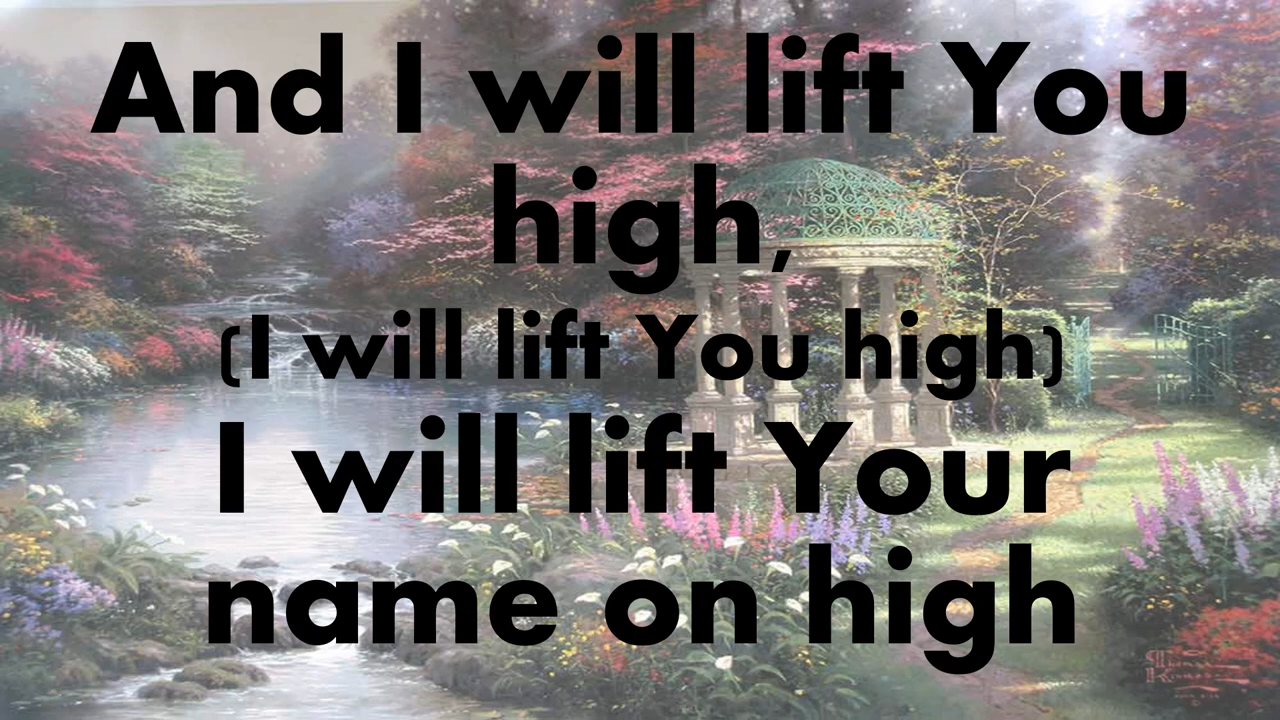 And I will lift You
high,
(I will lift You high)
I will lift Your
name on high